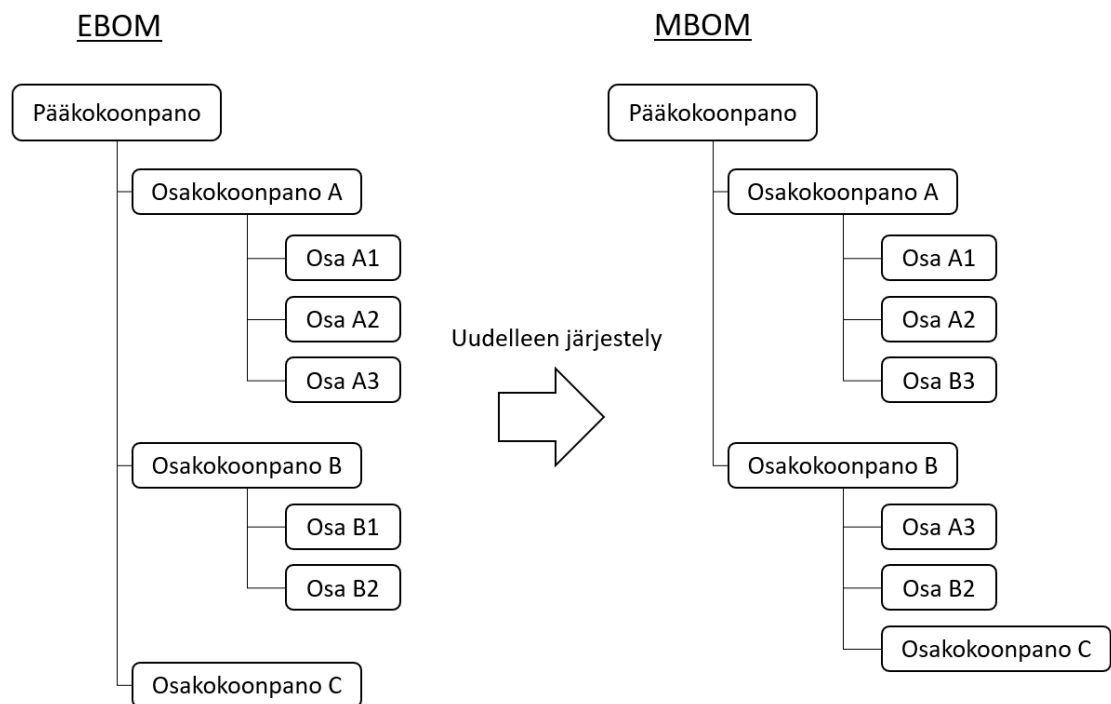 EBOM
Pääkokoonpano
Osakokoonpano A
Osa A1
Osa A2
Osa A3
Osakokoonpano B
Osa B1
Osa B2
Osakokoonpano C
Uudelleen järjestely
MBOM
Pääkokoonpano
Osakokoonpano A
Osa A1
Osa A2
Osa B3
Osakokoonpano B
Osa A3
Osa B2
Osakokoonpano C